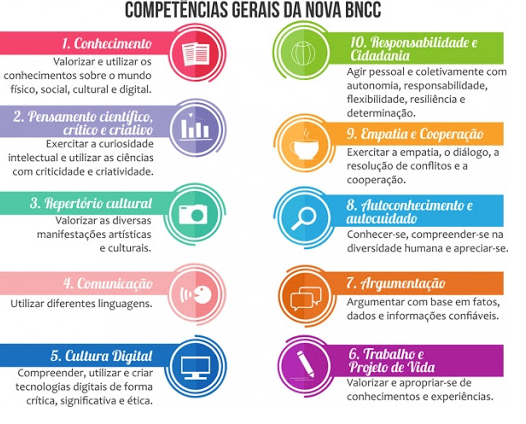 COMPETÊNCIAS GERAIS DA NOVA BNCC
1. Conhecimento
Valorizar e utilizar os
conhecimentos sobre o mundo
físico, social, cultural e digital.
2. Pensamento científico,
crítico e criativo
Exercitar a curiosidade
intelectual e utilizar as ciências
com criticidade e criatividade.
3. Repertório cultural
Valorizar as diversas
manifestações artísticas
e culturais.
4. Comunicação
Utilizar diferentes linguagens.
5. Cultura Digital
Compreender, utilizar e criar
tecnologias digitais de forma
crítica, significativa e ética.
10. Responsabilidade e
Cidadania
Agir pessoal e coletivamente com
autonomia, responsabilidade,
flexibilidade, resiliência e
determinação.
9. Empatia e Cooperação
Exercitar a empatia, o diálogo, a
resolução de conflitos e a
cooperação.
8. Autoconhecimento e
autocuidado
Conhecer-se, compreender-se na
diversidade humana e apreciar-se.
7. Argumentação
Argumentar com base em fatos,
dados e informações confiáveis.
6. Trabalho e
Projeto de Vida
Valorizar e apropriar-se de
conhecimentos e experiências.